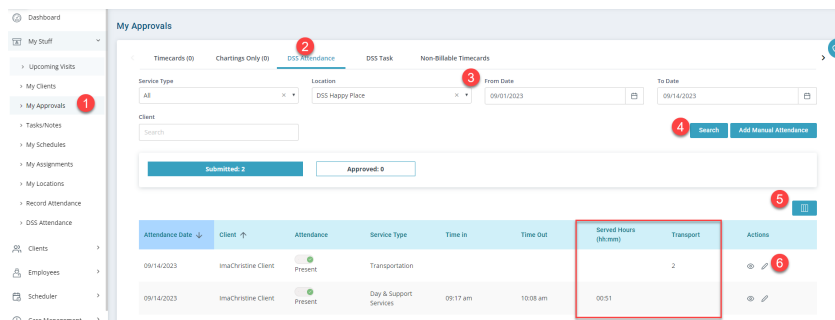 Dashboard
My Stuff
Upcoming Visits
My Clients
My Approvals
1
Tasks/Notes
My Schedules
My Assignments
My Locations
Record Attendance
DSS Attendance
Clients
Employees
Scheduler
Case Management
My Approvals
2
Timecards (0) Chartings Only (0) DSS Attendance DSS Task Non-Billable Timecards
Service Type Location 3 From Date To Date
All × DSS Happy Place × 09/01/2023 09/14/2023
Client
Search 4 Search Add Manual Attendance
Submitted: 2 Approved: 0
5
Attendance Date Client Attendance Service Type Time in Time Out Served Hours (hh:mm) Transport Actions
09/14/2023 ImaChristine Client Present Transportation 2 6
09/14/2023 ImaChristine Client Present Day & Support Services 09:17 am 10:08 am 00:51